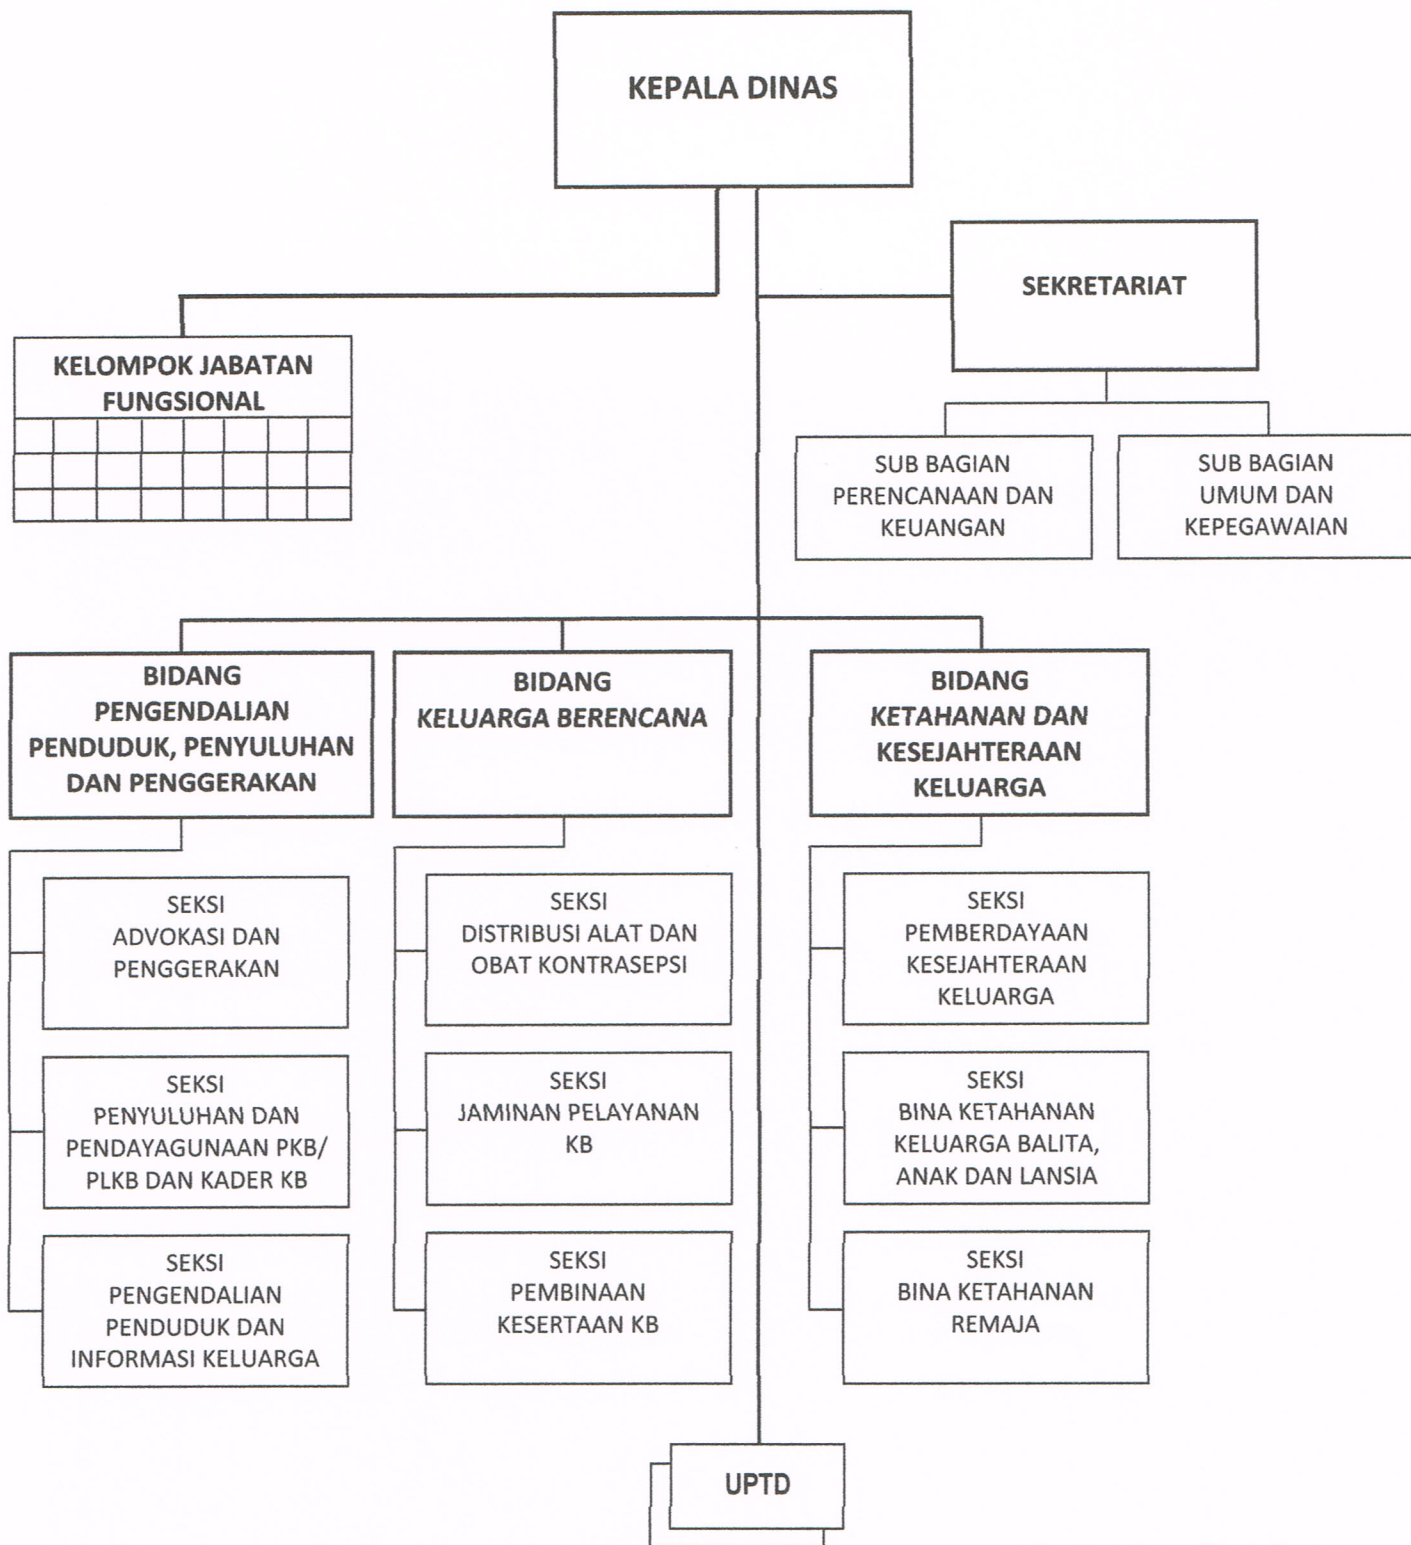 KEPALA DINAS
SEKRETARIAT
KELOMPOK JABATAN
FUNGSIONAL
SUB BAGIAN
PERENCANAAN DAN
KEUANGAN
SUB BAGIAN
UMUM DAN
KEPEGAWAIAN
BIDANG
PENGENDALIAN
PENDUDUK, PENYULUHAN
DAN PENGGERAKAN
BIDANG
KELUARGA BERENCANA
BIDANG
KETAHANAN DAN
KESEJAHTERAAN
KELUARGA
SEKSI
ADVOKASI DAN
PENGGERAKAN
SEKSI
PENYULUHAN DAN
PENDAYAGUNAAN PKB/
PLKB DAN KADER KB
SEKSI
PENGENDALIAN
PENDUDUK DAN
INFORMASI KELUARGA
SEKSI
DISTRIBUSI ALAT DAN
OBAT KONTRASEPSI
SEKSI
JAMINAN PELAYANAN
KB
SEKSI
PEMBINAAN
KESERTAAN KB
SEKSI
PEMBERDAYAAN
KESEJAHTERAAN
KELUARGA
SEKSI
BINA KETAHANAN
KELUARGA BALITA,
ANAK DAN LANSIA
SEKSI
BINA KETAHANAN
REMAJA
UPTD